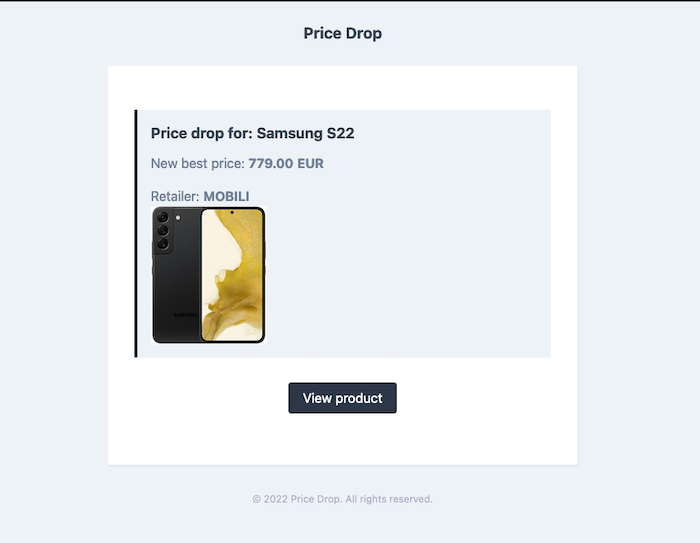 Price Drop
Price drop for: Samsung S22
New best price: 779.00 EUR
Retailer: MOBILI
SAMSUNG
View product
© 2022 Price Drop. All rights reserved.